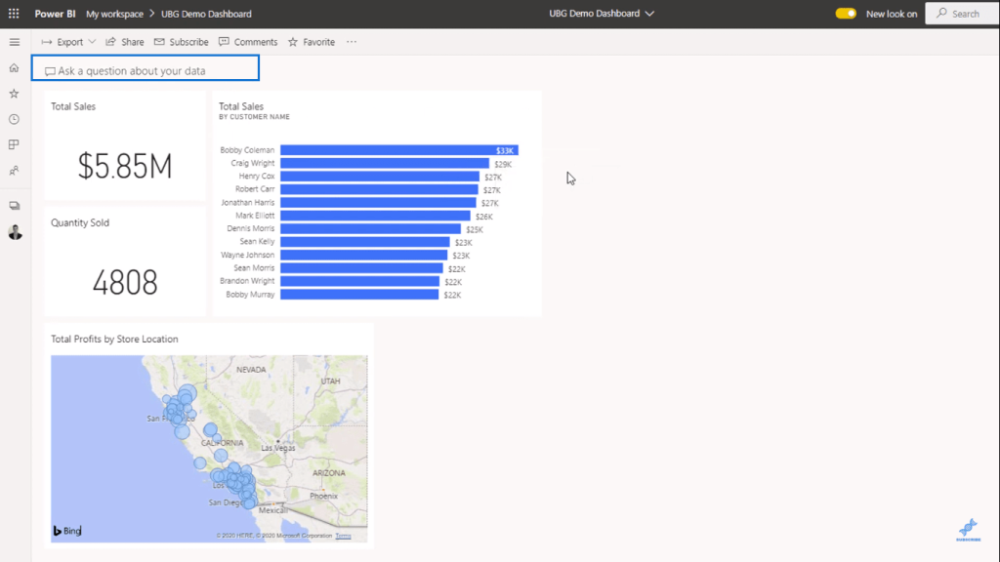 Power BI My workspace > UBG Demo Dashboard
UBG Demo Dashboard
New look on
Search
Export Share Subscribe Comments Favorite ...
Ask a question about your data
Total Sales
$5.85M
Quantity Sold
4808
Total Sales
BY CUSTOMER NAME
Bobby Coleman $33K
Craig Wright $29K
Henry Cox $27K
Robert Carr $27K
Jonathan Harris $27K
Mark Elliott $26K
Dennis Morris $25K
Sean Kelly $23K
Wayne Johnson $23K
Sean Morris $22K
Brandon Wright $22K
Bobby Murray $22K
Total Profits by Store Location
NEVADA
UTAH
San Francisco
CALIFORNIA
Las Vegas
Los
ARIZONA
San Diego
Phoenix
Mexicali
Bing
© 2020 HERE, © 2020 Microsoft Corporation Terms
SUBSCRIBE